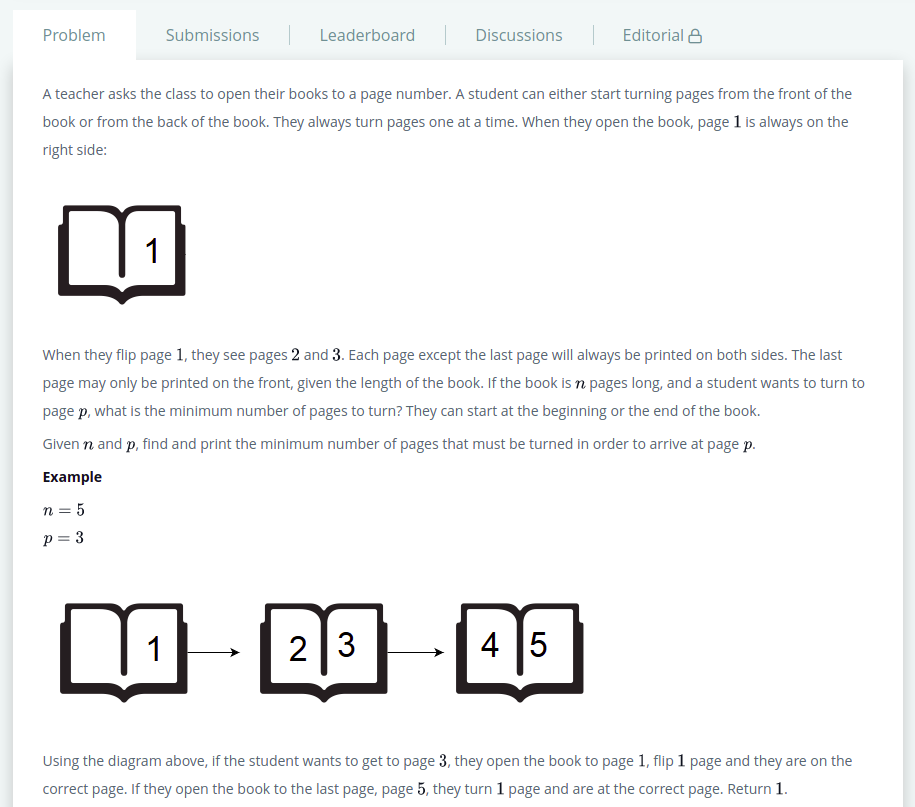 Problem
Submissions
Leaderboard
Discussions
Editorial
A teacher asks the class to open their books to a page number. A student can either start turning pages from the front of the
book or from the back of the book. They always turn pages one at a time. When they open the book, page 1 is always on the
right side:
1
When they flip page 1, they see pages 2 and 3. Each page except the last page will always be printed on both sides. The last
page may only be printed on the front, given the length of the book. If the book is n pages long, and a student wants to turn to
page p, what is the minimum number of pages to turn? They can start at the beginning or the end of the book.
Given n and p, find and print the minimum number of pages that must be turned in order to arrive at page p.
Example
n = 5
p = 3
1
2 3
4 5
Using the diagram above, if the student wants to get to page 3, they open the book to page 1, flip 1 page and they are on the
correct page. If they open the book to the last page, page 5, they turn 1 page and are at the correct page. Return 1.